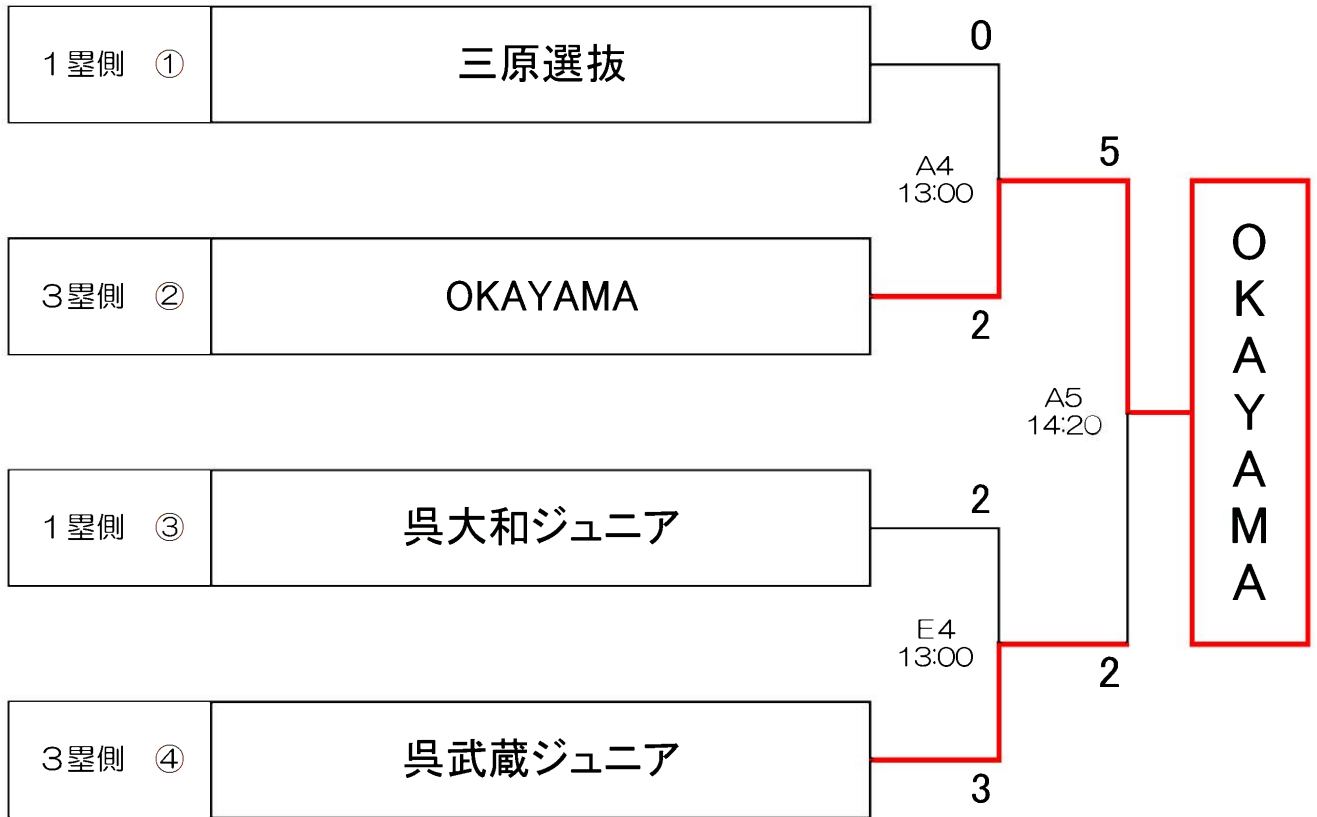 1塁側 ① 三原選抜
0
A4
13:00
5
3塁側 ② OKAYAMA
2
A5
14:20
OKAYAMA
1塁側 ③ 呉大和ジュニア
2
E4
13:00
2
3塁側 ④ 呉武蔵ジュニア
3